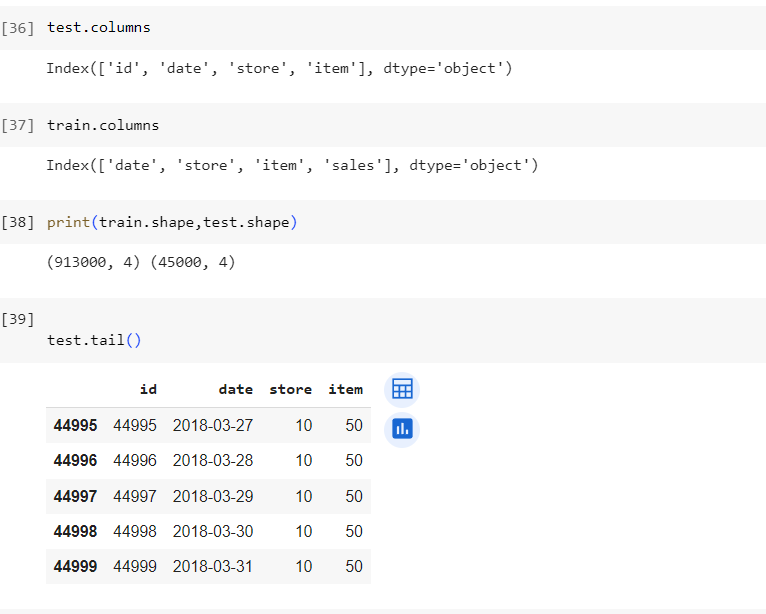 [36] test.columns
Index(['id', 'date', 'store', 'item'], dtype='object')
[37] train.columns
Index(['date', 'store', 'item', 'sales'], dtype='object')
[38] print(train.shape,test.shape)
(913000, 4) (45000, 4)
[39]
test.tail()
id date store item
44995 44995 2018-03-27 10 50
44996 44996 2018-03-28 10 50
44997 44997 2018-03-29 10 50
44998 44998 2018-03-30 10 50
44999 44999 2018-03-31 10 50